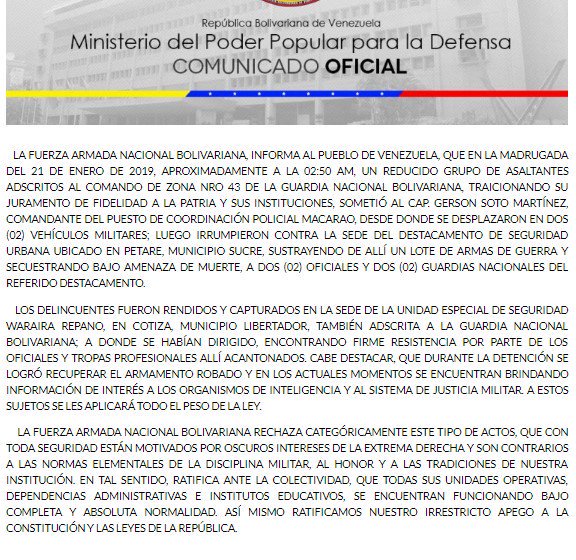 República Bolivariana de Venezuela
Ministerio del Poder Popular para la Defensa
COMUNICADO OFICIAL
LA FUERZA ARMADA NACIONAL BOLIVARIANA, INFORMA AL PUEBLO DE VENEZUELA, QUE EN LA MADRUGADA
DEL 21 DE ENERO DE 2019, APROXIMADAMENTE A LA 02:50 AM, UN REDUCIDO GRUPO DE ASALTANTES
ADSCRITOS AL COMANDO DE ZONA NRO 43 DE LA GUARDIA NACIONAL BOLIVARIANA, TRAICIONANDO SU
JURAMENTO DE FIDELIDAD A LA PATRIA Y SUS INSTITUCIONES, SOMETIÓ AL CAP. GERSON SOTO MARTÍNEZ,
COMANDANTE DEL PUESTO DE COORDINACIÓN POLICIAL MACARAO, DESDE DONDE SE DESPLAZARON EN DOS
(02) VEHÍCULOS MILITARES; LUEGO IRRUMPIERON CONTRA LA SEDE DEL DESTACAMENTO DE SEGURIDAD
URBANA UBICADO EN PETARE, MUNICIPIO SUCRE, SUSTRAYENDO DE ALLÍ UN LOTE DE ARMAS DE GUERRA Y
SECUESTRANDO BAJO AMENAZA DE MUERTE, A DOS (02) OFICIALES Y DOS (02) GUARDIAS NACIONALES DEL
REFERIDO DESTACAMENTO.
LOS DELINCUENTES FUERON RENDIDOS Y CAPTURADOS EN LA SEDE DE LA UNIDAD ESPECIAL DE SEGURIDAD
WARAIRA REPANO, EN COTIZA, MUNICIPIO LIBERTADOR, TAMBIÉN ADSCRITA A LA GUARDIA NACIONAL
BOLIVARIANA; A DONDE SE HABÍAN DIRIGIDO, ENCONTRANDO FIRME RESISTENCIA POR PARTE DE LOS
OFICIALES Y TROPAS PROFESIONALES ALLÍ ACANTONADOS. CABE DESTACAR, QUE DURANTE LA DETENCIÓN SE
LOGRÓ RECUPERAR EL ARMAMENTO ROBADO Y EN LOS ACTUALES MOMENTOS SE ENCUENTRAN BRINDANDO
INFORMACIÓN DE INTERÉS A LOS ORGANISMOS DE INTELIGENCIA Y AL SISTEMA DE JUSTICIA MILITAR. A ESTOS
SUJETOS SE LES APLICARÁ TODO EL PESO DE LA LEY.
LA FUERZA ARMADA NACIONAL BOLIVARIANA RECHAZA CATEGÓRICAMENTE ESTE TIPO DE ACTOS, QUE CON
TODA SEGURIDAD ESTÁN MOTIVADOS POR OSCUROS INTERESES DE LA EXTREMA DERECHA Y SON CONTRARIOS
A LAS NORMAS ELEMENTALES DE LA DISCIPLINA MILITAR, AL HONOR Y A LAS TRADICIONES DE NUESTRA
INSTITUCIÓN. EN TAL SENTIDO, RATIFICA ANTE LA COLECTIVIDAD, QUE TODAS SUS UNIDADES OPERATIVAS,
DEPENDENCIAS ADMINISTRATIVAS E INSTITUTOS EDUCATIVOS, SE ENCUENTRAN FUNCIONANDO BAJO
COMPLETA Y ABSOLUTA NORMALIDAD. ASÍ MISMO RATIFICAMOS NUESTRO IRRESTRICTO APEGO A LA
CONSTITUCIÓN Y LAS LEYES DE LA REPÚBLICA.